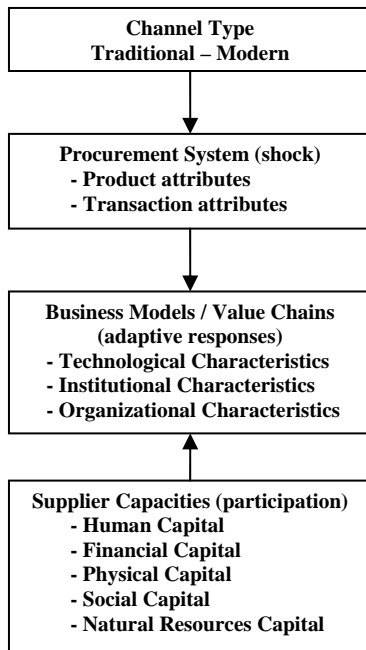 Channel Type
Traditional – Modern
Procurement System (shock)
- Product attributes
- Transaction attributes
Business Models / Value Chains
(adaptive responses)
- Technological Characteristics
- Institutional Characteristics
- Organizational Characteristics
Supplier Capacities (participation)
- Human Capital
- Financial Capital
- Physical Capital
- Social Capital
- Natural Resources Capital